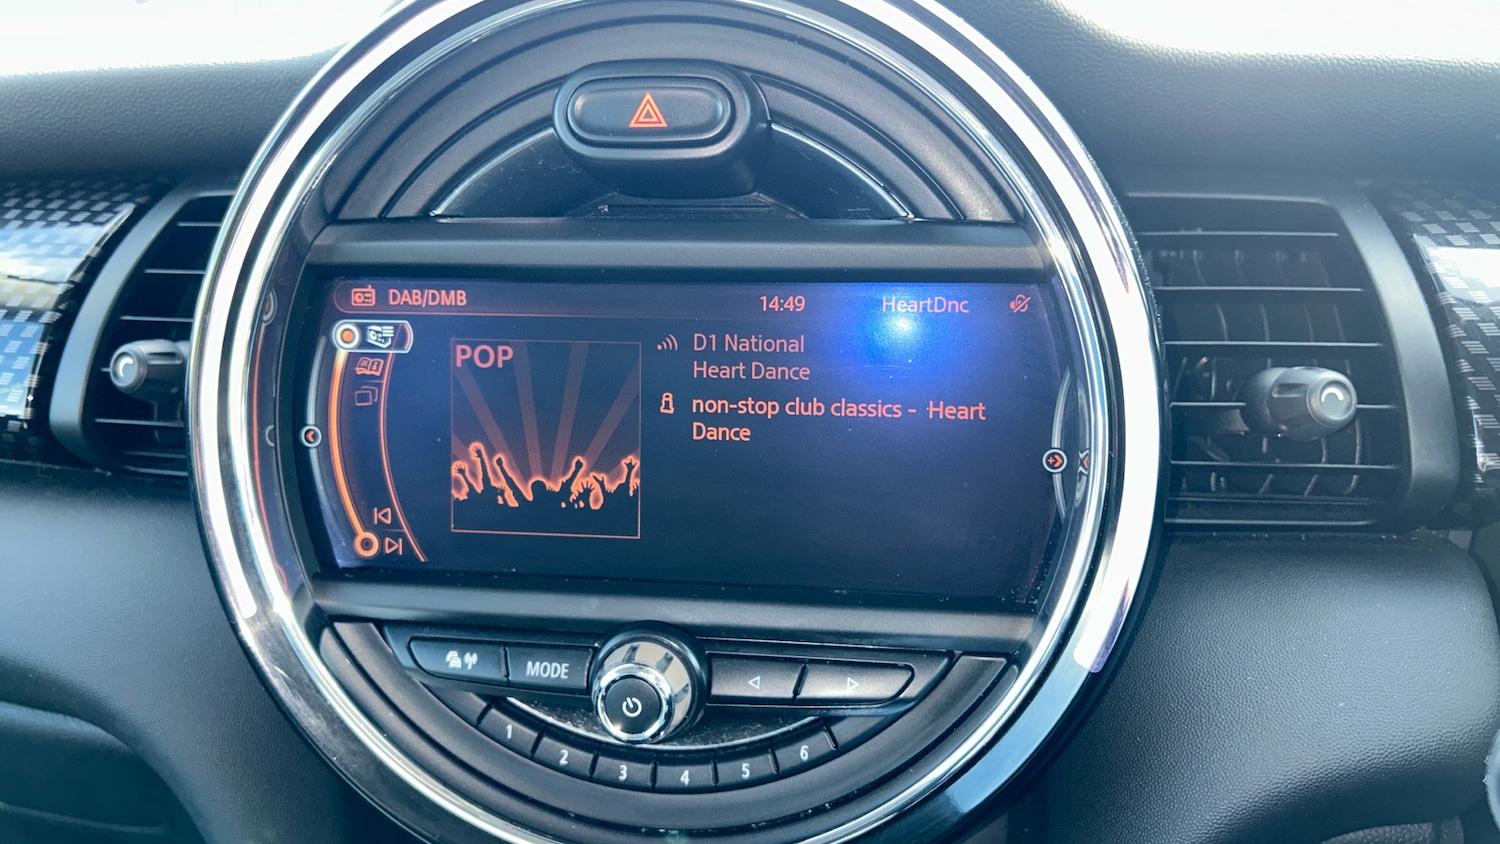 DAB/DMB 14:49 HeartDnc
POP
D1 National
Heart Dance
non-stop club classics - Heart
Dance
MODE
1 2 3 4 5 6